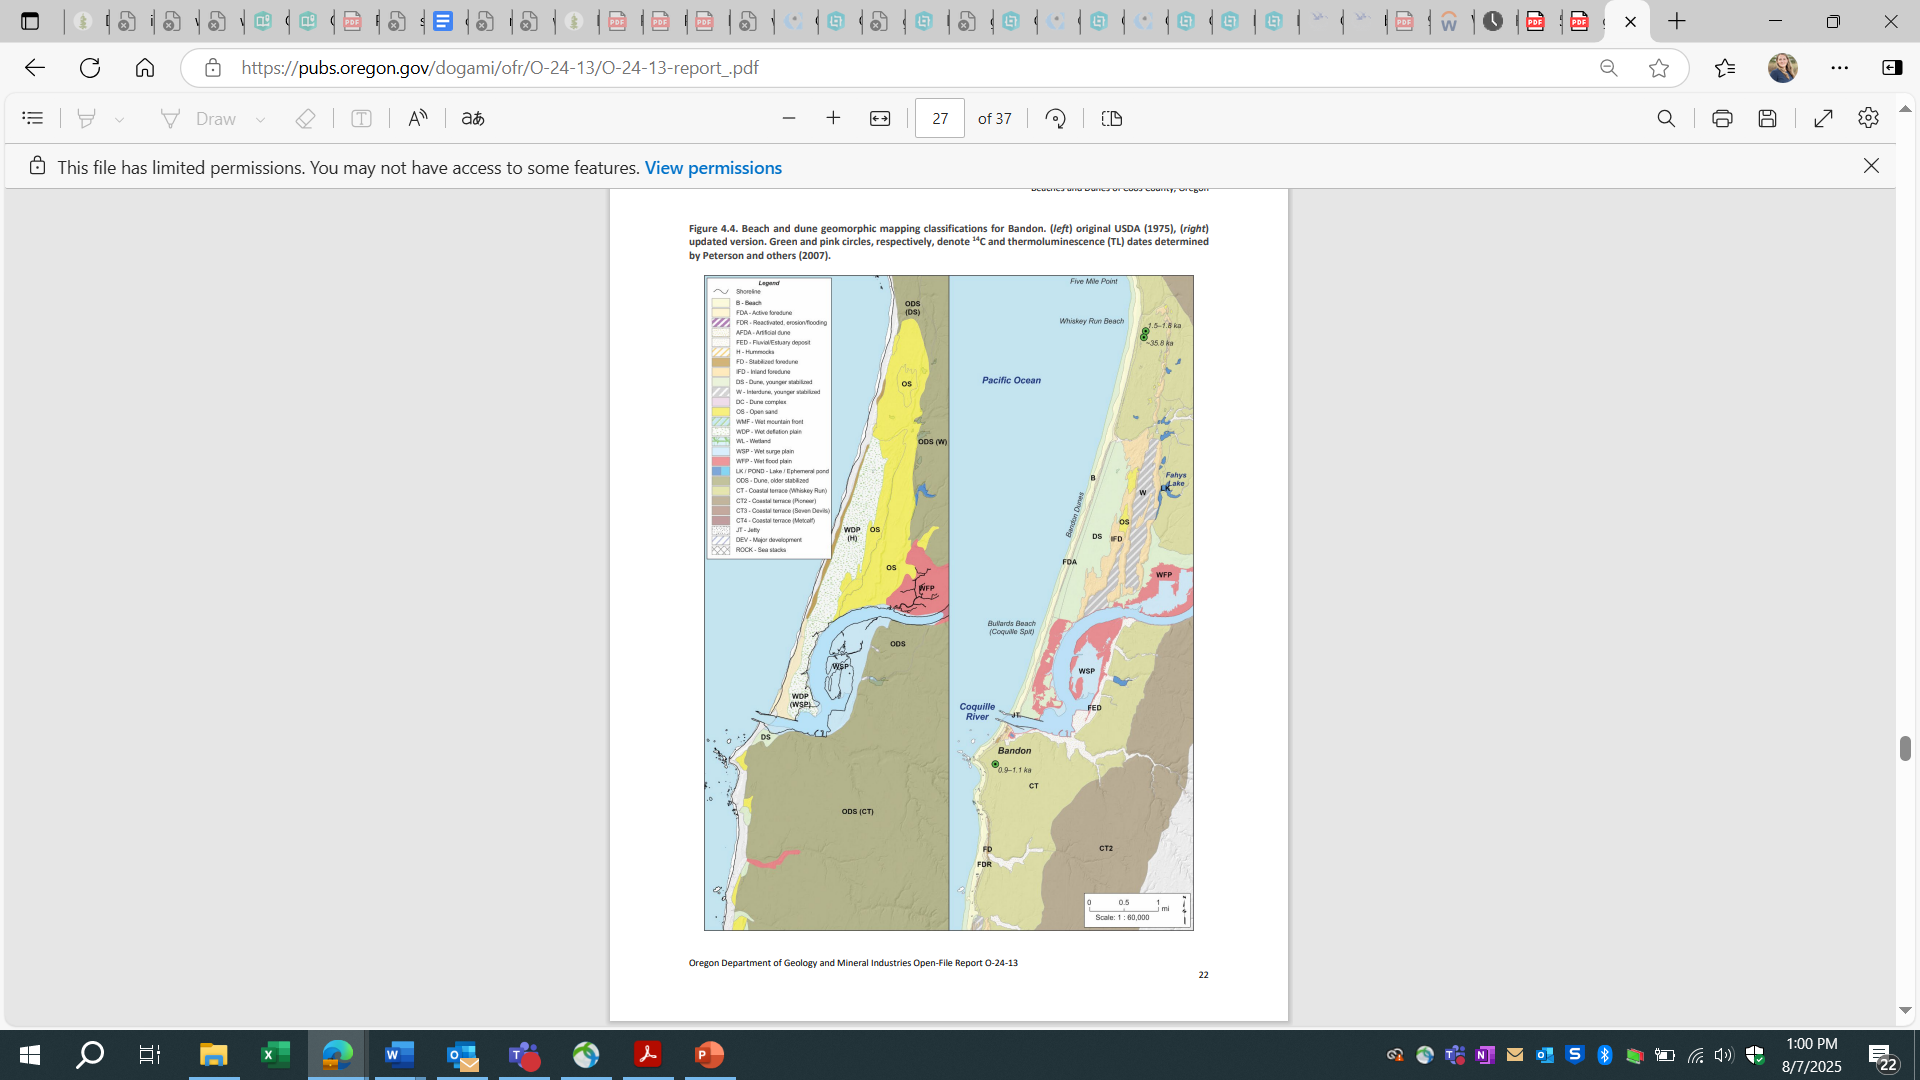 https://pubs.oregon.gov/dogami/ofr/O-24-13/O-24-13-report_.pdf
Draw
27 of 37
This file has limited permissions. You may not have access to some features. View permissions
Beaches and Dunes of Coos County, Oregon
Figure 4.4. Beach and dune geomorphic mapping classifications for Bandon. (left) original USDA (1975), (right)
updated version. Green and pink circles, respectively, denote ¹⁴C and thermoluminescence (TL) dates determined
by Peterson and others (2007).
Legend
Shoreline
B - Beach
FDA - Active foredune
FDR - Reactivated, erosion/flooding
AFDA - Artificial dune
FED - Fluvial/Estuary deposit
H - Hummocks
FD - Stabilized foredune
IFD - Inland foredune
DS - Dune, younger stabilized
W - Interdune, younger stabilized
DC - Dune complex
OS - Open sand
WMF - Wet mountain front
WDP - Wet deflation plain
WL - Wetland
WSP - Wet surge plain
WFP - Wet flood plain
LK / POND - Lake / Ephemeral pond
ODS - Dune, older stabilized
CT - Coastal terrace (Whiskey Run)
CT2 - Coastal terrace (Pioneer)
CT3 - Coastal terrace (Seven Devils)
CT4 - Coastal terrace (Metcalf)
JT - Jetty
DEV - Major development
ROCK - Sea stacks
ODS
(DS)
OS
ODS (W)
WDP
(H)
OS
OS
WFP
ODS
WSP
WDP
(WSP)
DS
ODS (CT)
Five Mile Point
Whiskey Run Beach
1.5–1.8 ka
~35.8 ka
Pacific Ocean
B
Fahys
Lake
LK
W
Bandon Dunes
OS
DS
IFD
FDA
WFP
Bullards Beach
(Coquille Spit)
WSP
Coquille
River
JT
FED
Bandon
0.9–1.1 ka
CT
FD
FDR
CT2
0 0.5 1
mi
Scale: 1 : 60,000
Oregon Department of Geology and Mineral Industries Open-File Report O-24-13
22
1:00 PM
8/7/2025
22